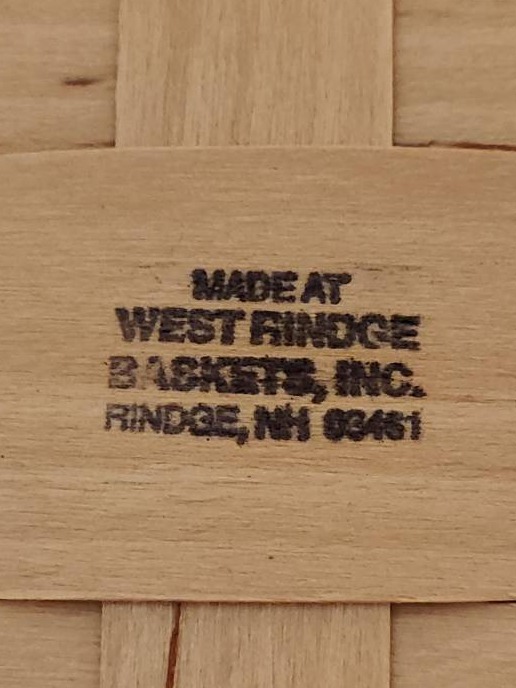 MADE AT
WEST RINDGE
BASKETS, INC.
RINDGE, NH 03461